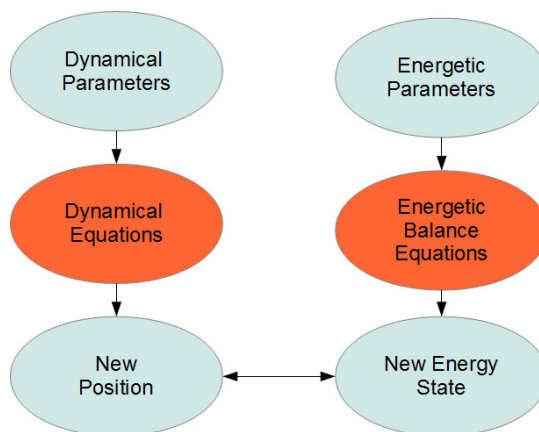 Dynamical
Parameters
Energetic
Parameters
Dynamical
Equations
Energetic
Balance
Equations
New
Position
New Energy
State